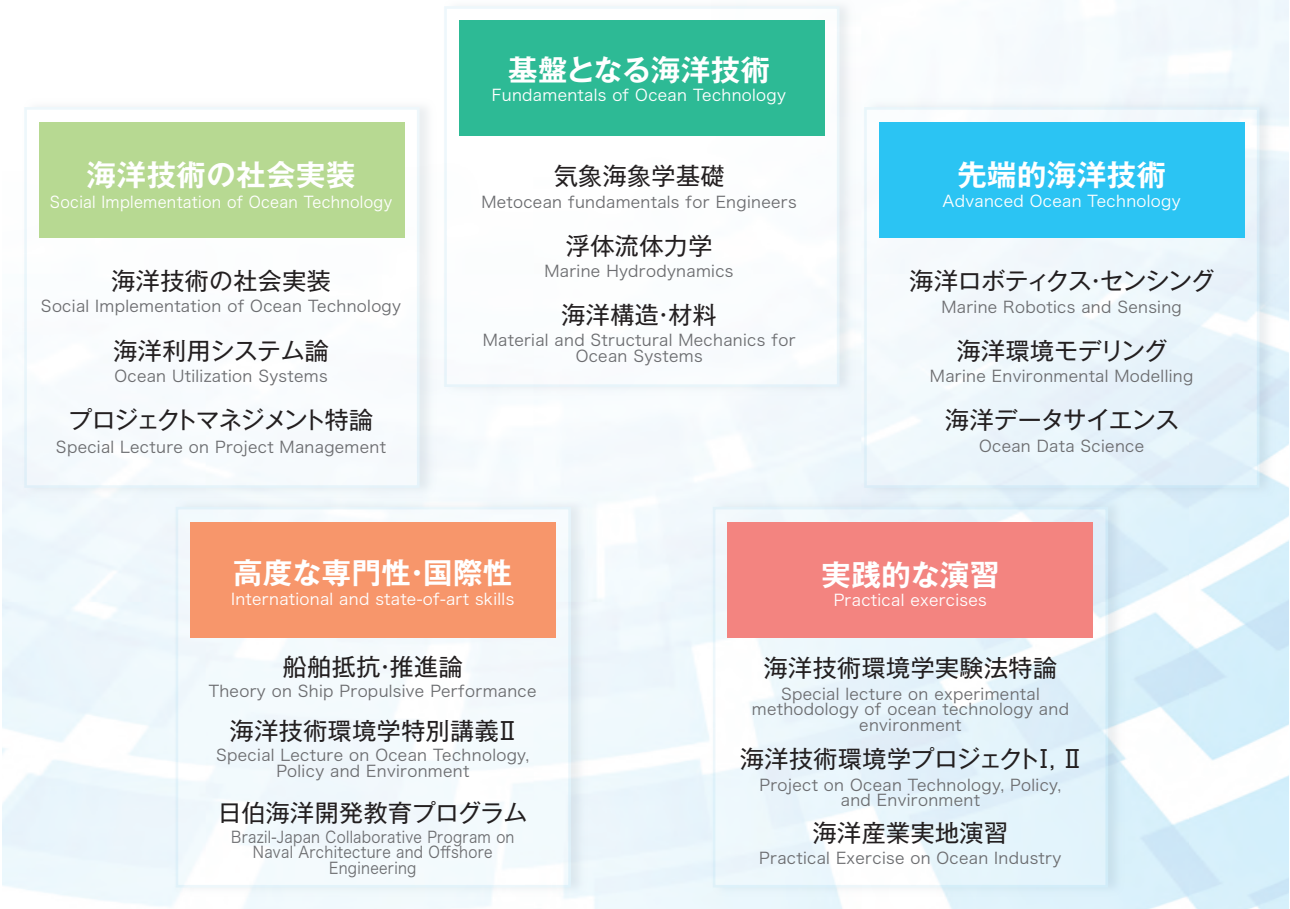 基盤となる海洋技術
Fundamentals of Ocean Technology
気象海象学基礎
Metocean fundamentals for Engineers
浮体流体力学
Marine Hydrodynamics
海洋構造・材料
Material and Structural Mechanics for
Ocean Systems
海洋技術の社会実装
Social Implementation of Ocean Technology
海洋技術の社会実装
Social Implementation of Ocean Technology
海洋利用システム論
Ocean Utilization Systems
プロジェクトマネジメント特論
Special Lecture on Project Management
先端的海洋技術
Advanced Ocean Technology
海洋ロボティクス・センシング
Marine Robotics and Sensing
海洋環境モデリング
Marine Environmental Modelling
海洋データサイエンス
Ocean Data Science
高度な専門性・国際性
International and state-of-art skills
船舶抵抗・推進論
Theory on Ship Propulsive Performance
海洋技術環境学特別講義Ⅱ
Special Lecture on Ocean Technology,
Policy and Environment
日伯海洋開発教育プログラム
Brazil-Japan Collaborative Program on
Naval Architecture and Offshore
Engineering
実践的な演習
Practical exercises
海洋技術環境学実験法特論
Special lecture on experimental
methodology of ocean technology and
environment
海洋技術環境学プロジェクトⅠ, Ⅱ
Project on Ocean Technology, Policy,
and Environment
海洋産業実地演習
Practical Exercise on Ocean Industry